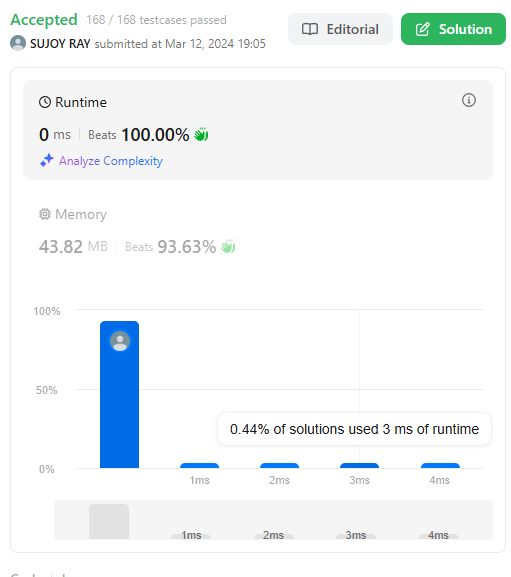 Accepted 168 / 168 testcases passed
Editorial
Solution
SUJOY RAY submitted at Mar 12, 2024 19:05
Runtime
0 ms Beats 100.00%
Analyze Complexity
Memory
43.82 MB Beats 93.63%
100%
50%
0.44% of solutions used 3 ms of runtime
0%
1ms 2ms 3ms 4ms
1ms 2ms 3ms 4ms